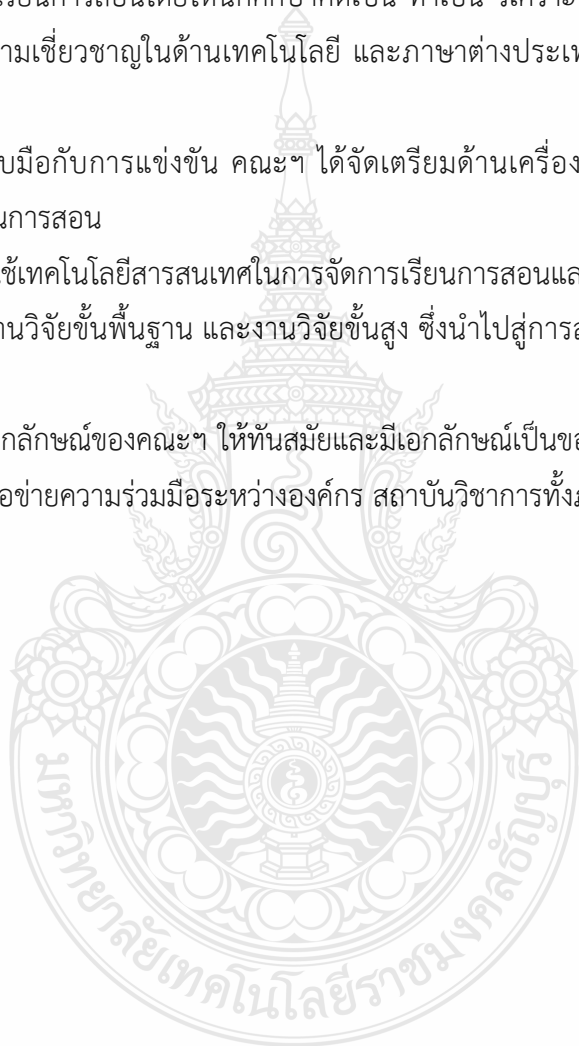 ามเชี่ยวชาญในด้านเทคโนโลยี และภาษาต่างประเท
บมือกับการแข่งขัน คณะฯ ได้จัดเตรียมด้านเครื่อง
นการสอน
ช้เทคโนโลยีสารสนเทศในการจัดการเรียนการสอนแล
านวิจัยขั้นพื้นฐาน และงานวิจัยขั้นสูง ซึ่งนำไปสู่การส
กลักษณ์ของคณะฯ ให้ทันสมัยและมีเอกลักษณ์เป็นขอ
อข่ายความร่วมมือระหว่างองค์กร สถาบันวิชาการทั้งภ
มหาวิทยาลัยเทคโนโลยีราชมงคลธัญบุรี